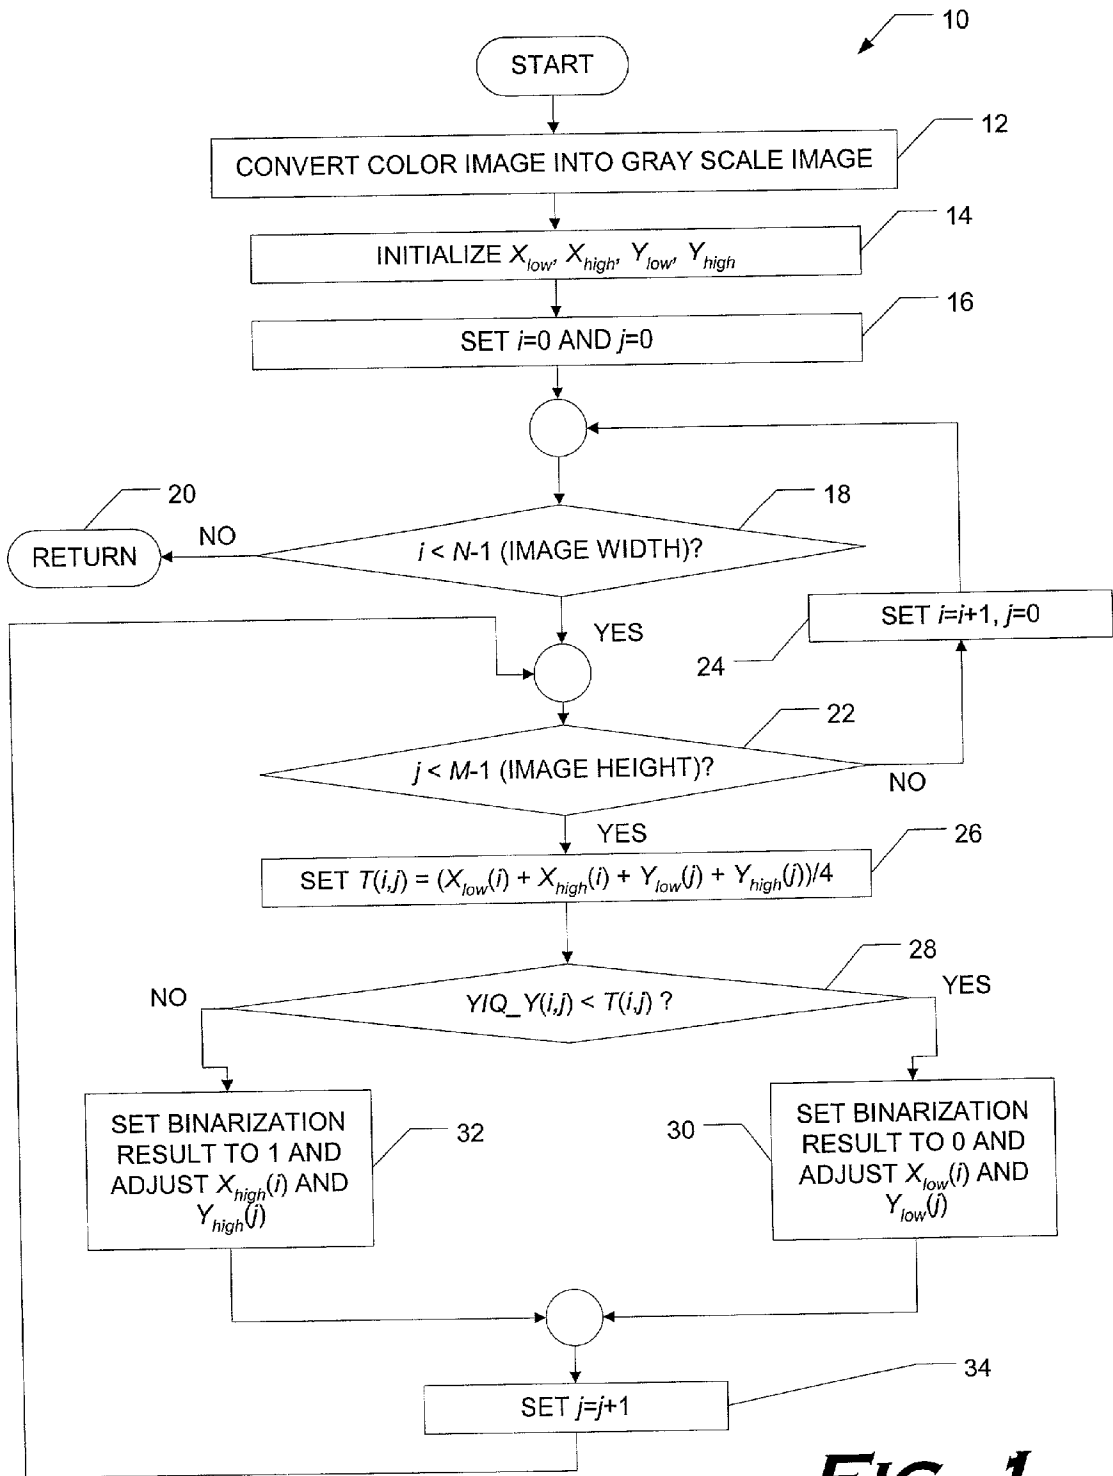 10
START
12
CONVERT COLOR IMAGE INTO GRAY SCALE IMAGE
14
INITIALIZE Xlow, Xhigh, Ylow, Yhigh
16
SET i=0 AND j=0
20
18
NO
RETURN
i < N-1 (IMAGE WIDTH)?
SET i=i+1, j=0
YES
24
22
j < M-1 (IMAGE HEIGHT)?
NO
YES
26
SET T(i,j) = (Xlow(i) + Xhigh(i) + Ylow(j) + Yhigh(j))/4
28
NO
YES
YIQ_Y(i,j) < T(i,j) ?
SET BINARIZATION
RESULT TO 1 AND
ADJUST Xhigh(i) AND
Yhigh(j)
32
30
SET BINARIZATION
RESULT TO 0 AND
ADJUST Xlow(i) AND
Ylow(j)
34
SET j=j+1
FIG. 1